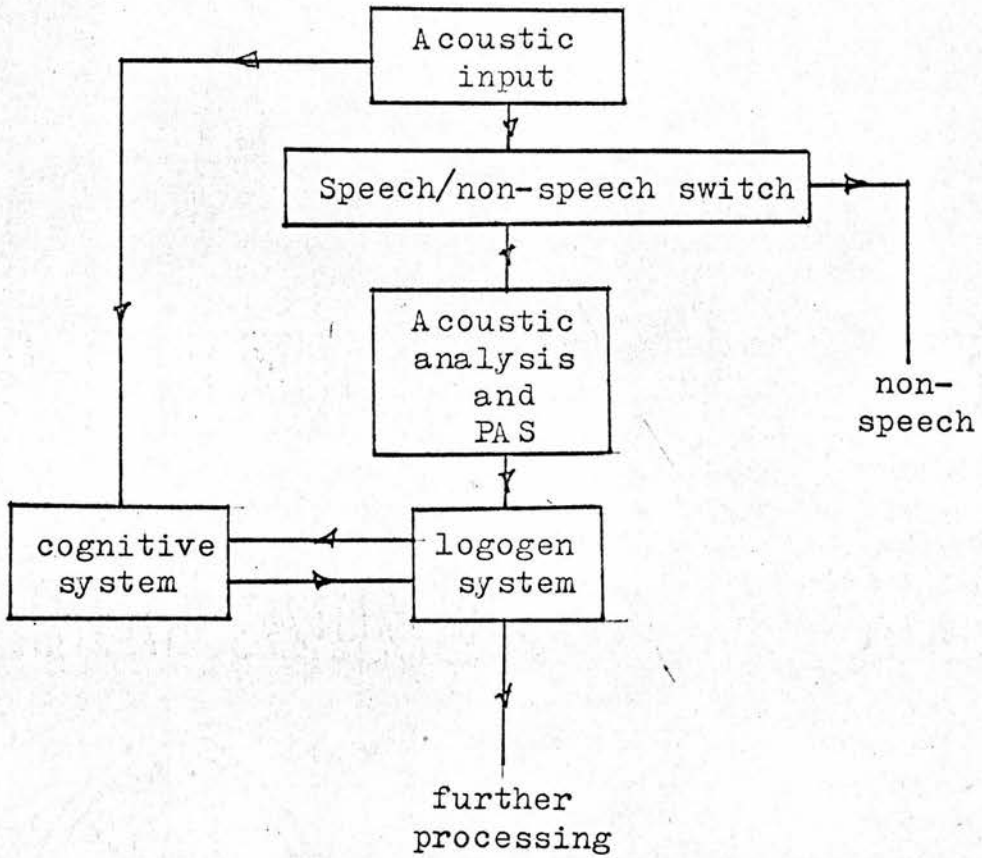 Acoustic
input
Speech/non-speech switch
Acoustic
analysis
and
PAS
non-
speech
cognitive
system
logogen
system
further
processing